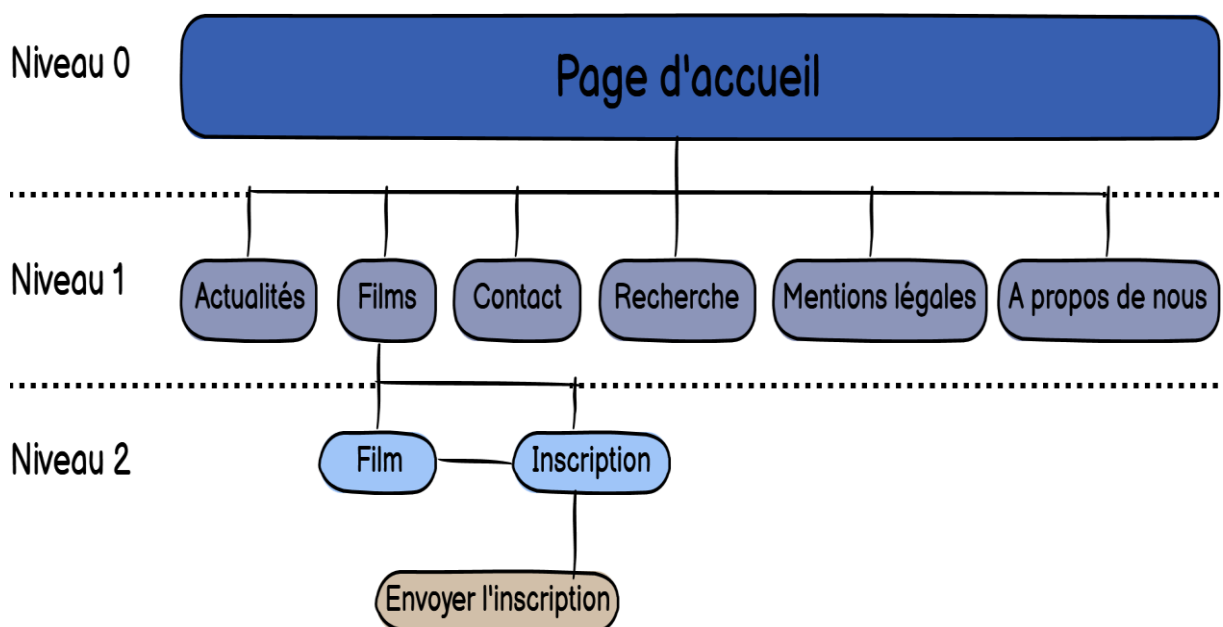 Niveau 0
Page d'accueil
Niveau 1
Actualités
Films
Contact
Recherche
Mentions légales
A propos de nous
Niveau 2
Film
Inscription
Envoyer l'inscription